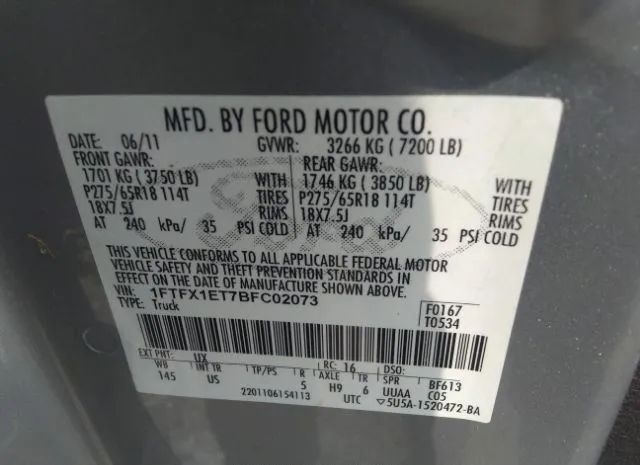 MFD. BY FORD MOTOR CO.
DATE: 06/11 GVWR: 3266 KG ( 7200 LB)
FRONT GAWR: REAR GAWR:
1701 KG ( 3750 LB) WITH 1746 KG ( 3850 LB) WITH
P275/65R18 114T TIRES P275/65R18 114T TIRES
18X7.5J RIMS 18X7.5J RIMS
AT 240 kPa/ 35 PSI COLD AT 240 kPa/ 35 PSI COLD
THIS VEHICLE CONFORMS TO ALL APPLICABLE FEDERAL MOTOR
VEHICLE SAFETY AND THEFT PREVENTION STANDARDS IN
EFFECT ON THE DATE OF MANUFACTURE SHOWN ABOVE.
VIN: 1FTFX1ET7BFC02073 F0167
TYPE: Truck T0534
EXT PNT: UX RC: 16 DSO:
WB INT TR TP/PS R AXLE TR SPR BF613
145 US 5 H9 6 UUAA C05
2201106154113 UTC ▽5U5A-1520472-BA
Ford